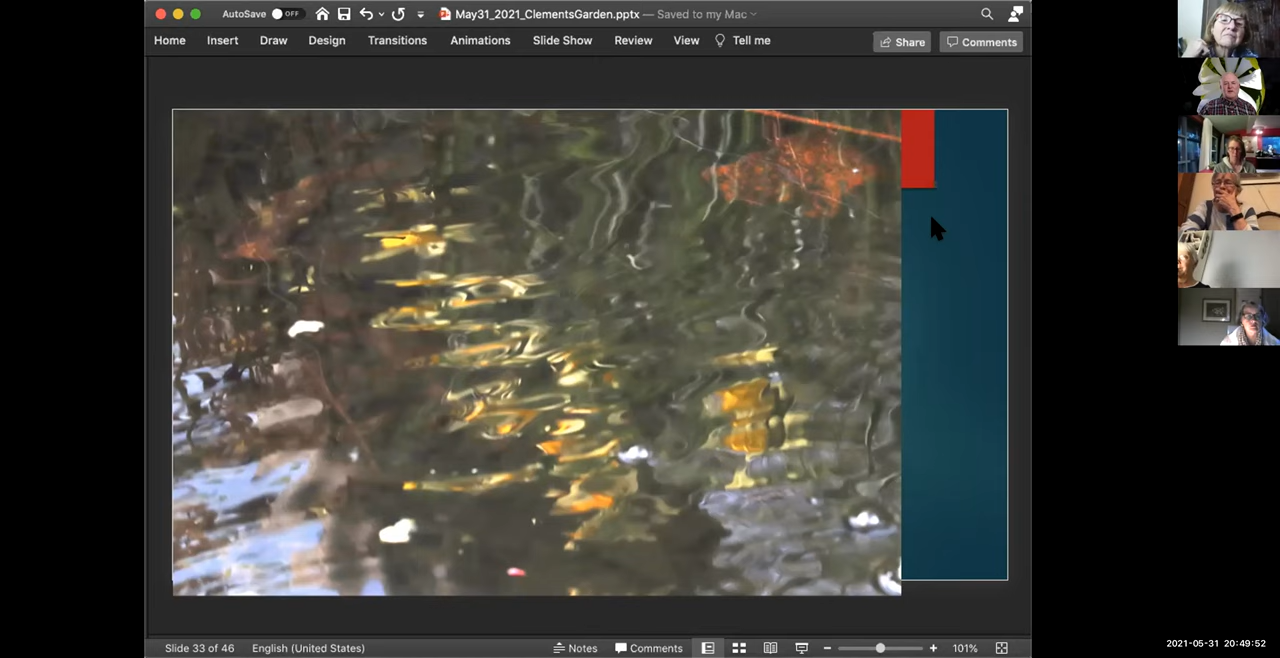 AutoSave OFF May31_2021_ClementsGarden.pptx — Saved to my Mac
Home Insert Draw Design Transitions Animations Slide Show Review View Tell me Share Comments
Slide 33 of 46 English (United States) Notes Comments 101%
2021-05-31 20:49:52